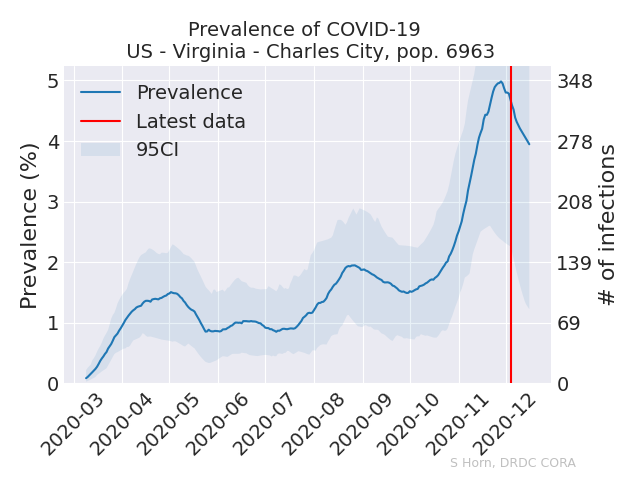 Prevalence of COVID-19
US - Virginia - Charles City, pop. 6963
Prevalence
Latest data
95CI
Prevalence (%)
5
4
3
2
1
0
348
278
208
139
69
0
# of infections
2020-03
2020-04
2020-05
2020-06
2020-07
2020-08
2020-09
2020-10
2020-11
2020-12
S Horn, DRDC CORA